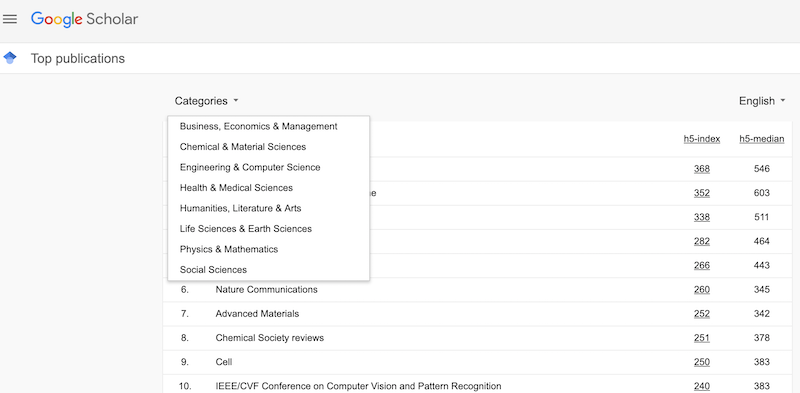 Google Scholar
Top publications
Categories
English
Business, Economics & Management
Chemical & Material Sciences
Engineering & Computer Science
Health & Medical Sciences
Humanities, Literature & Arts
Life Sciences & Earth Sciences
Physics & Mathematics
Social Sciences
h5-index h5-median
368 546
ne 352 603
338 511
282 464
266 443
6. Nature Communications 260 345
7. Advanced Materials 252 342
8. Chemical Society reviews 251 378
9. Cell 250 383
10. IEEE/CVF Conference on Computer Vision and Pattern Recognition 240 383